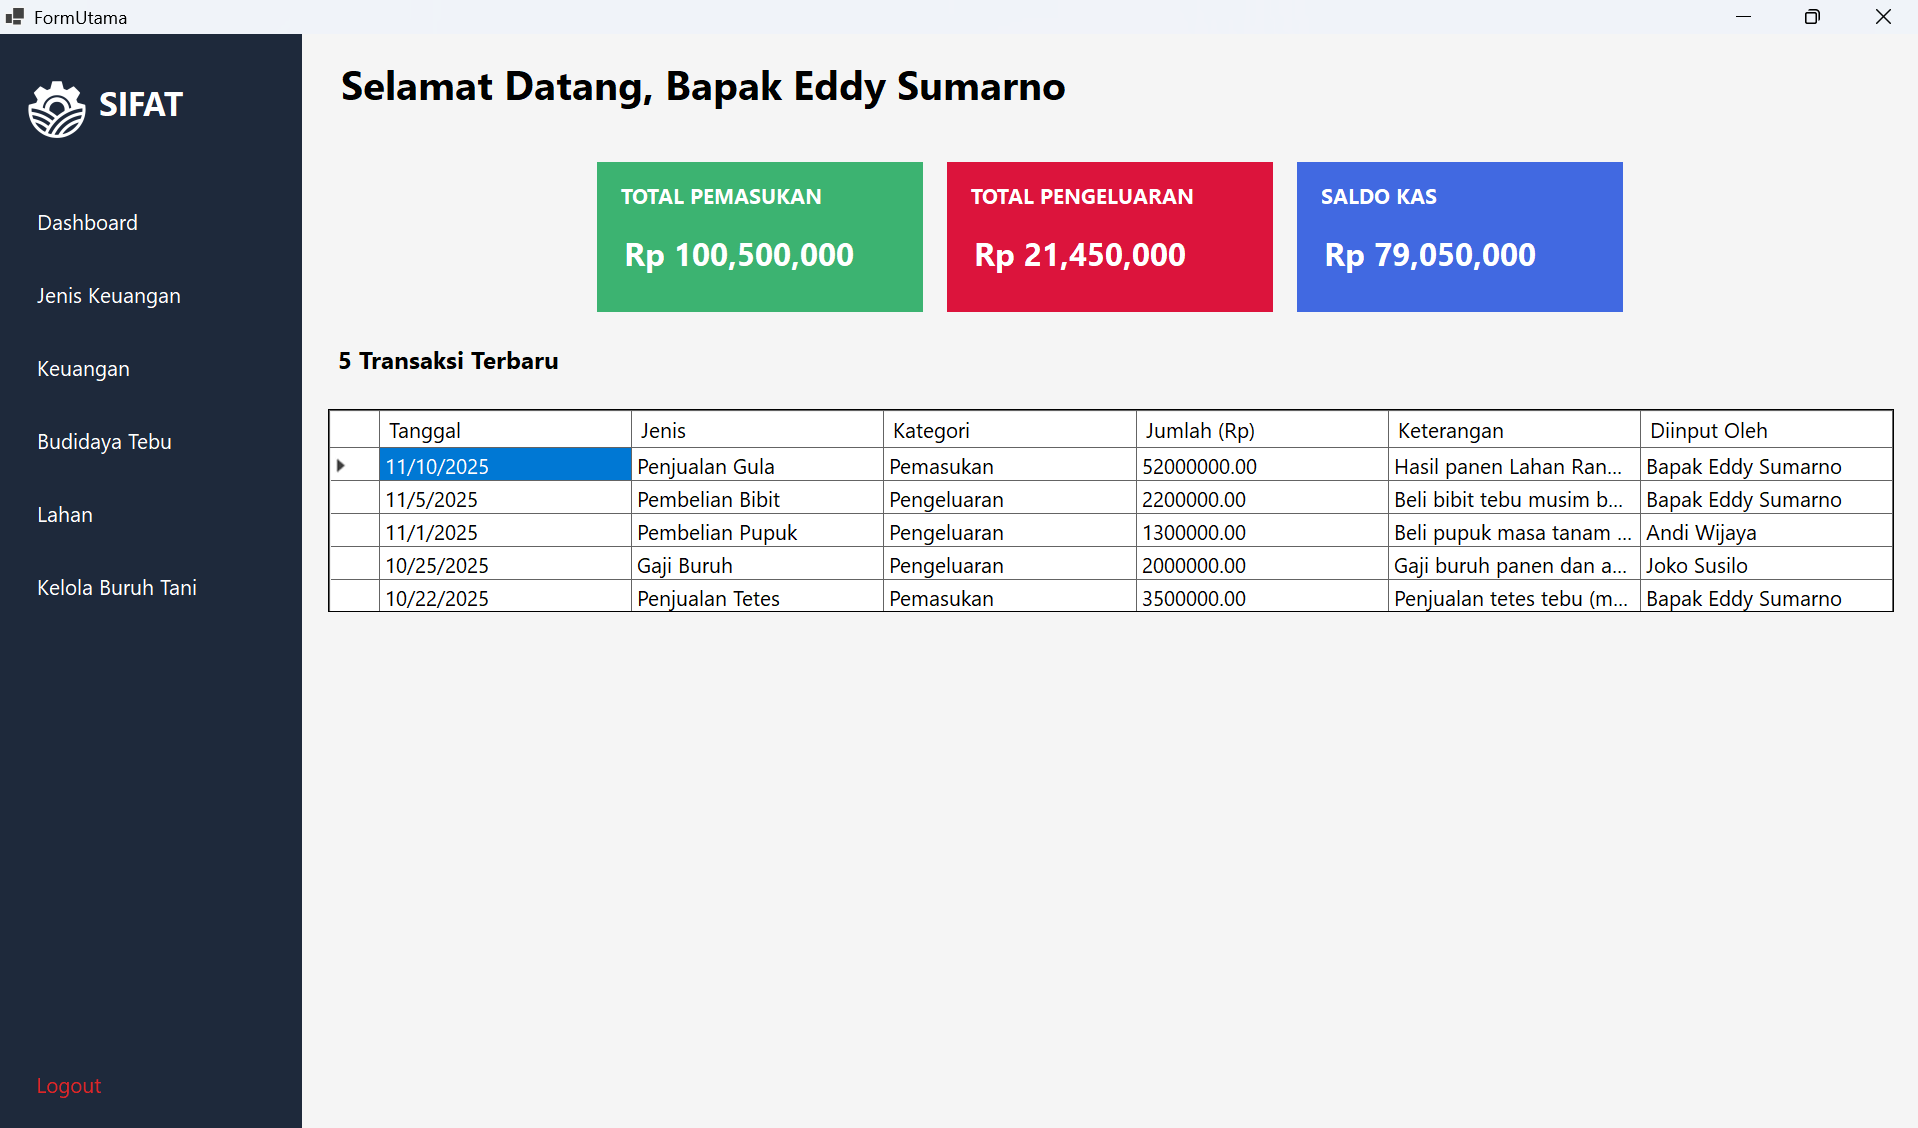 FormUtama
SIFAT
Dashboard
Jenis Keuangan
Keuangan
Budidaya Tebu
Lahan
Kelola Buruh Tani
Logout
Selamat Datang, Bapak Eddy Sumarno
TOTAL PEMASUKAN
Rp 100,500,000
TOTAL PENGELUARAN
Rp 21,450,000
SALDO KAS
Rp 79,050,000
5 Transaksi Terbaru
Tanggal Jenis Kategori Jumlah (Rp) Keterangan Diinput Oleh
11/10/2025 Penjualan Gula Pemasukan 52000000.00 Hasil panen Lahan Ran... Bapak Eddy Sumarno
11/5/2025 Pembelian Bibit Pengeluaran 2200000.00 Beli bibit tebu musim b... Bapak Eddy Sumarno
11/1/2025 Pembelian Pupuk Pengeluaran 1300000.00 Beli pupuk masa tanam ... Andi Wijaya
10/25/2025 Gaji Buruh Pengeluaran 2000000.00 Gaji buruh panen dan a... Joko Susilo
10/22/2025 Penjualan Tetes Pemasukan 3500000.00 Penjualan tetes tebu (m... Bapak Eddy Sumarno